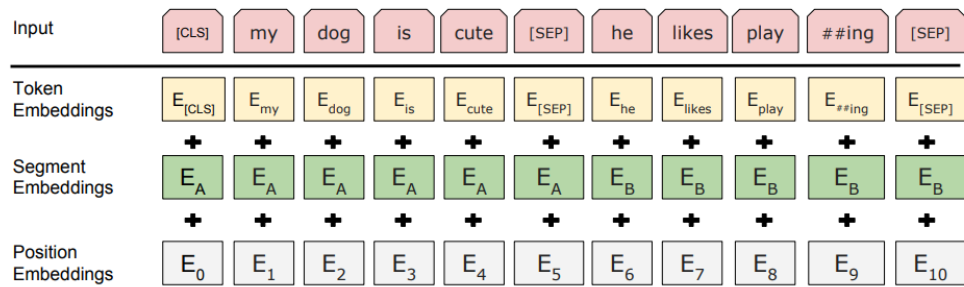 Input [CLS] my dog is cute [SEP] he likes play ##ing [SEP]
Token Embeddings E[CLS] Emy Edog Eis Ecute E[SEP] Ehe Elikes Eplay E##ing E[SEP]
+ + + + + + + + + + +
Segment Embeddings EA EA EA EA EA EA EB EB EB EB EB
+ + + + + + + + + + +
Position Embeddings E0 E1 E2 E3 E4 E5 E6 E7 E8 E9 E10